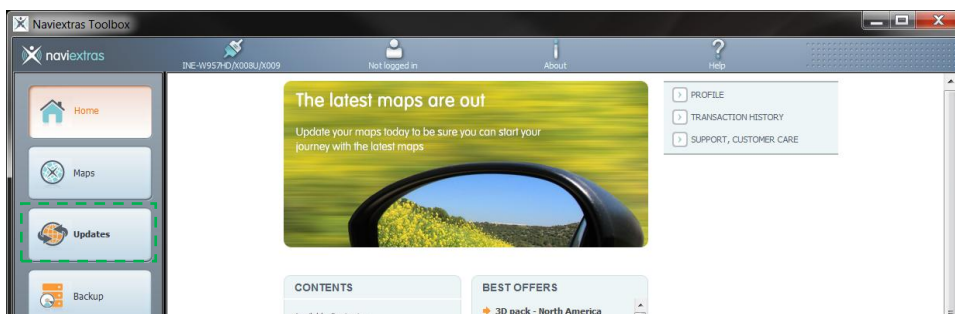 Naviextras Toolbox
naviextras
INE-W957HD/X008U/X009
Not logged in
About
Help
Home
Maps
Updates
Backup
The latest maps are out
Update your maps today to be sure you can start your
journey with the latest maps
PROFILE
TRANSACTION HISTORY
SUPPORT, CUSTOMER CARE
CONTENTS
BEST OFFERS
3D pack - North America